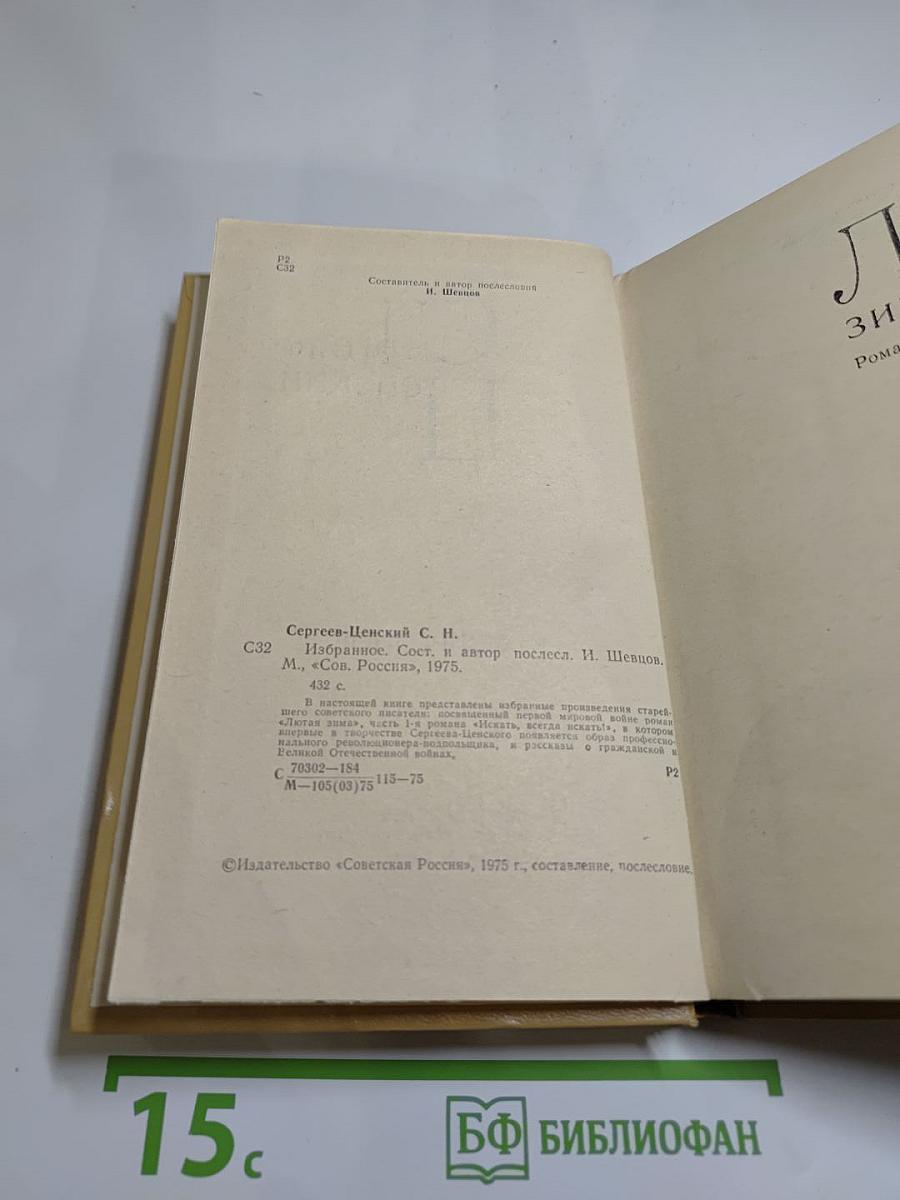 Р2
С32
Составитель и автор послесловия
И. Шевцов
Сергеев-Ценский С. Н.
С32 Избранное. Сост. и автор послесл. И. Шевцов.
М., «Сов. Россия», 1975.
432 с.
В настоящей книге представлены избранные произведения старей-
шего советского писателя: посвященный первой мировой войне роман
«Лютая зима», часть 1-я романа «Искать, всегда искать!», в котором
впервые в творчестве Сергеева-Ценского появляется образ профессио-
нального революционера-подпольщика, и рассказы о гражданской и
Великой Отечественной войнах.
С 70302—184
М—105(03)75 115—75 Р2
©Издательство «Советская Россия», 1975 г., составление, послесловие.
Л
ЗИ
Рома
15 с
БФ БИБЛИОФАН